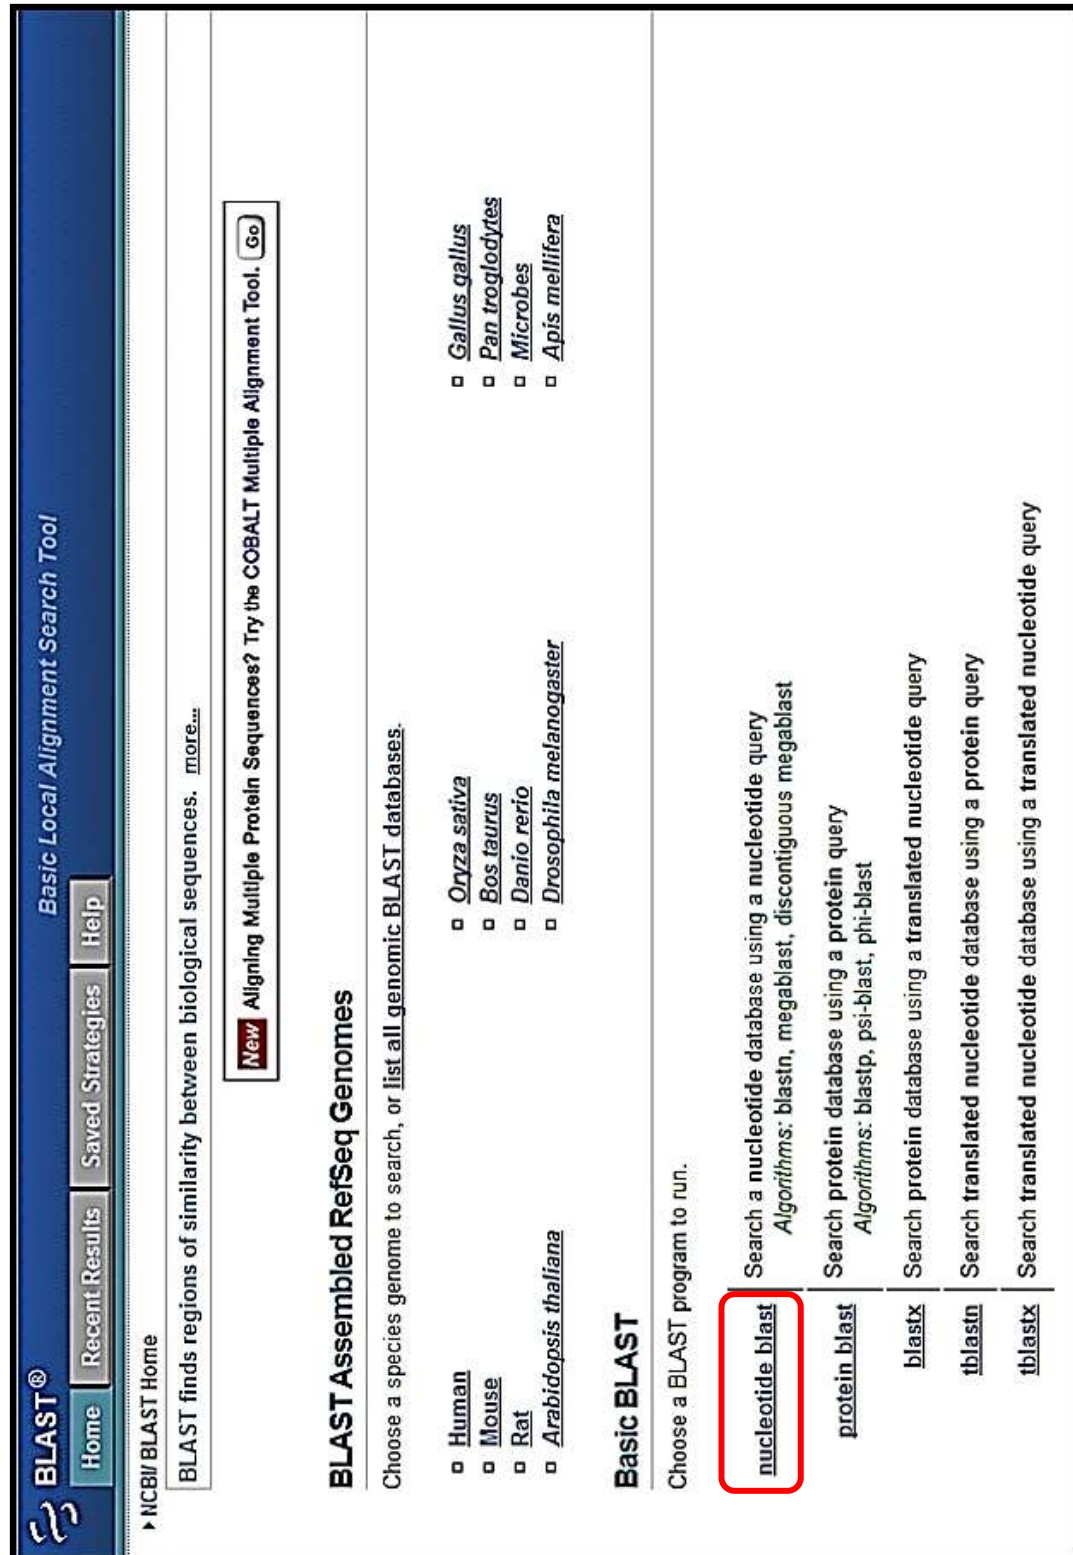 BLAST®
Basic Local Alignment Search Tool
Home Recent Results Saved Strategies Help
NCBI/ BLAST Home
BLAST finds regions of similarity between biological sequences. more...
New Aligning Multiple Protein Sequences? Try the COBALT Multiple Alignment Tool. Go
BLAST Assembled RefSeq Genomes
Choose a species genome to search, or list all genomic BLAST databases.
Human
Mouse
Rat
Arabidopsis thaliana
Oryza sativa
Bos taurus
Danio rerio
Drosophila melanogaster
Gallus gallus
Pan troglodytes
Microbes
Apis mellifera
Basic BLAST
Choose a BLAST program to run.
nucleotide blast Search a nucleotide database using a nucleotide query
Algorithms: blastn, megablast, discontiguous megablast
protein blast Search protein database using a protein query
Algorithms: blastp, psi-blast, phi-blast
blastx Search protein database using a translated nucleotide query
tblastn Search translated nucleotide database using a protein query
tblastx Search translated nucleotide database using a translated nucleotide query